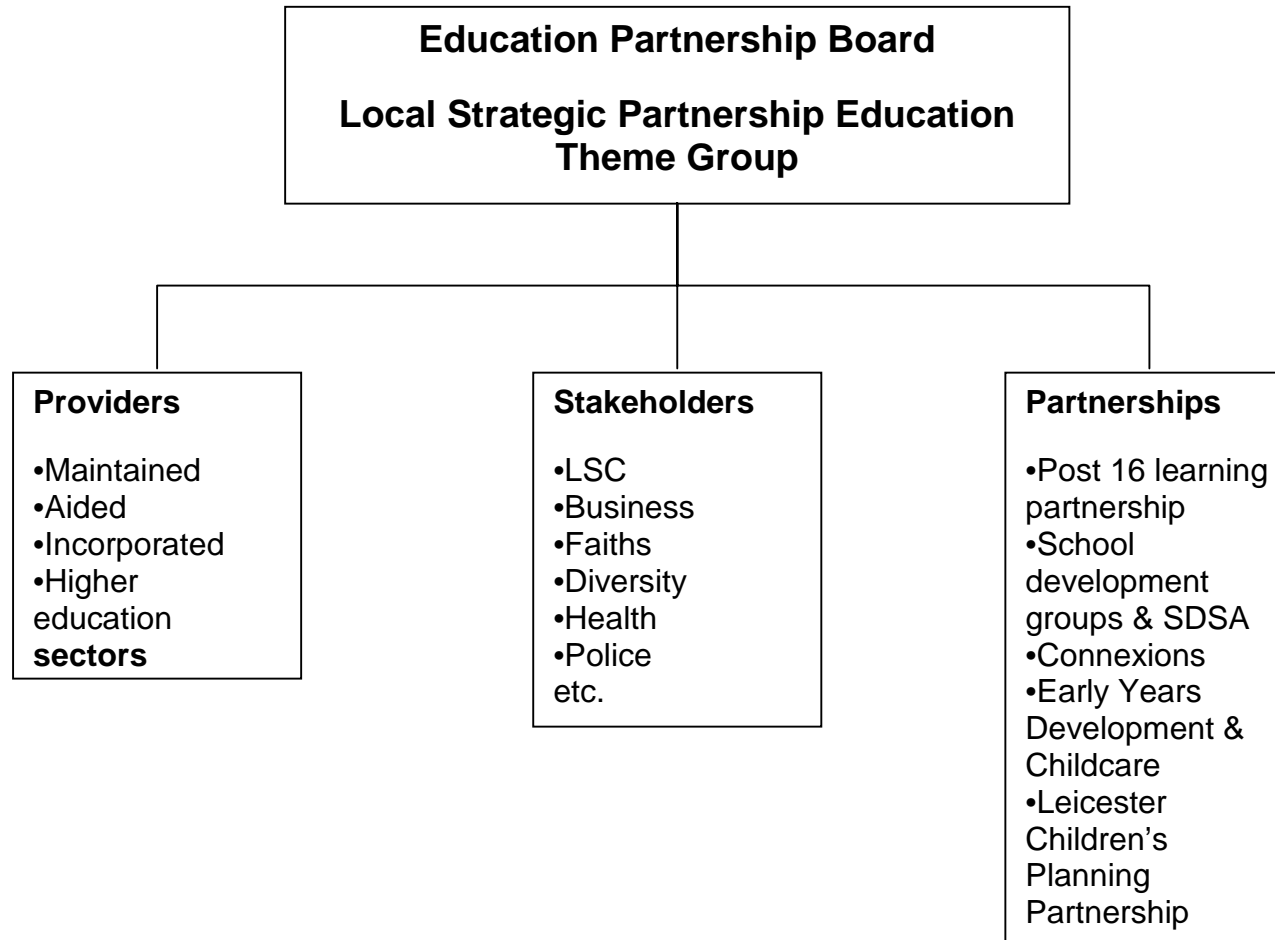 Education Partnership Board
Local Strategic Partnership Education
Theme Group
Providers
•Maintained
•Aided
•Incorporated
•Higher
education
sectors
Stakeholders
•LSC
•Business
•Faiths
•Diversity
•Health
•Police
etc.
Partnerships
•Post 16 learning
partnership
•School
development
groups & SDSA
•Connexions
•Early Years
Development &
Childcare
•Leicester
Children’s
Planning
Partnership